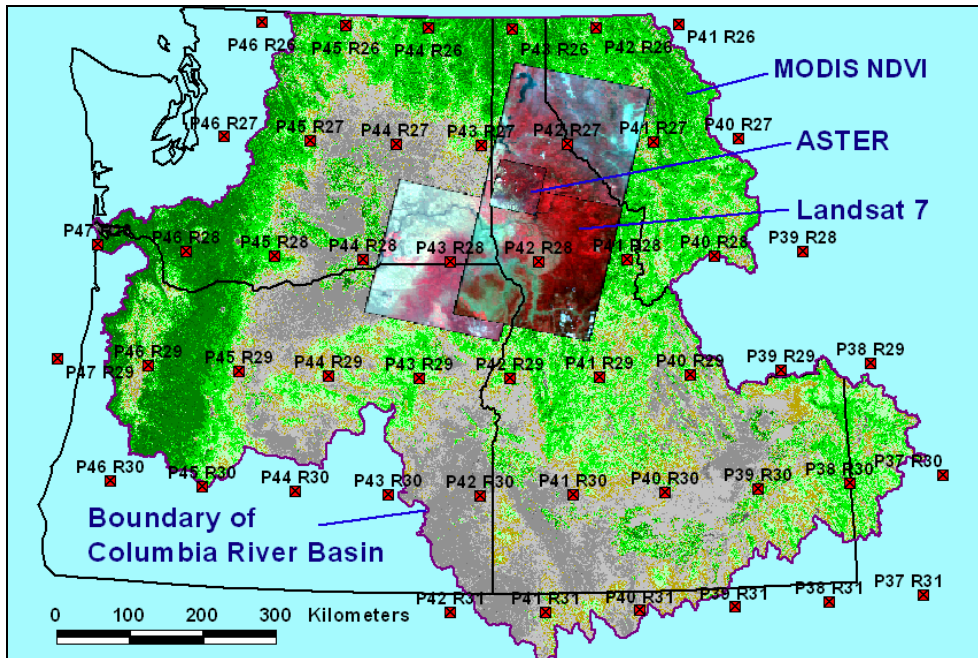 P46 R26
P45 R26
P44 R26
P43 R26
P42 R26
P41 R26
MODIS NDVI
P46 R27
P45 R27
P44 R27
P43 R27
P42 R27
P41 R27
P40 R27
ASTER
Landsat 7
P47 R28
P46 R28
P45 R28
P44 R28
P43 R28
P42 R28
P41 R28
P40 R28
P39 R28
P47 R29
P46 R29
P45 R29
P44 R29
P43 R29
P42 R29
P41 R29
P40 R29
P39 R29
P38 R29
P46 R30
P45 R30
P44 R30
P43 R30
P42 R30
P41 R30
P40 R30
P39 R30
P38 R30
P37 R30
Boundary of
Columbia River Basin
P42 R31
P41 R31
P40 R31
P39 R31
P38 R31
P37 R31
0 100 200 300 Kilometers